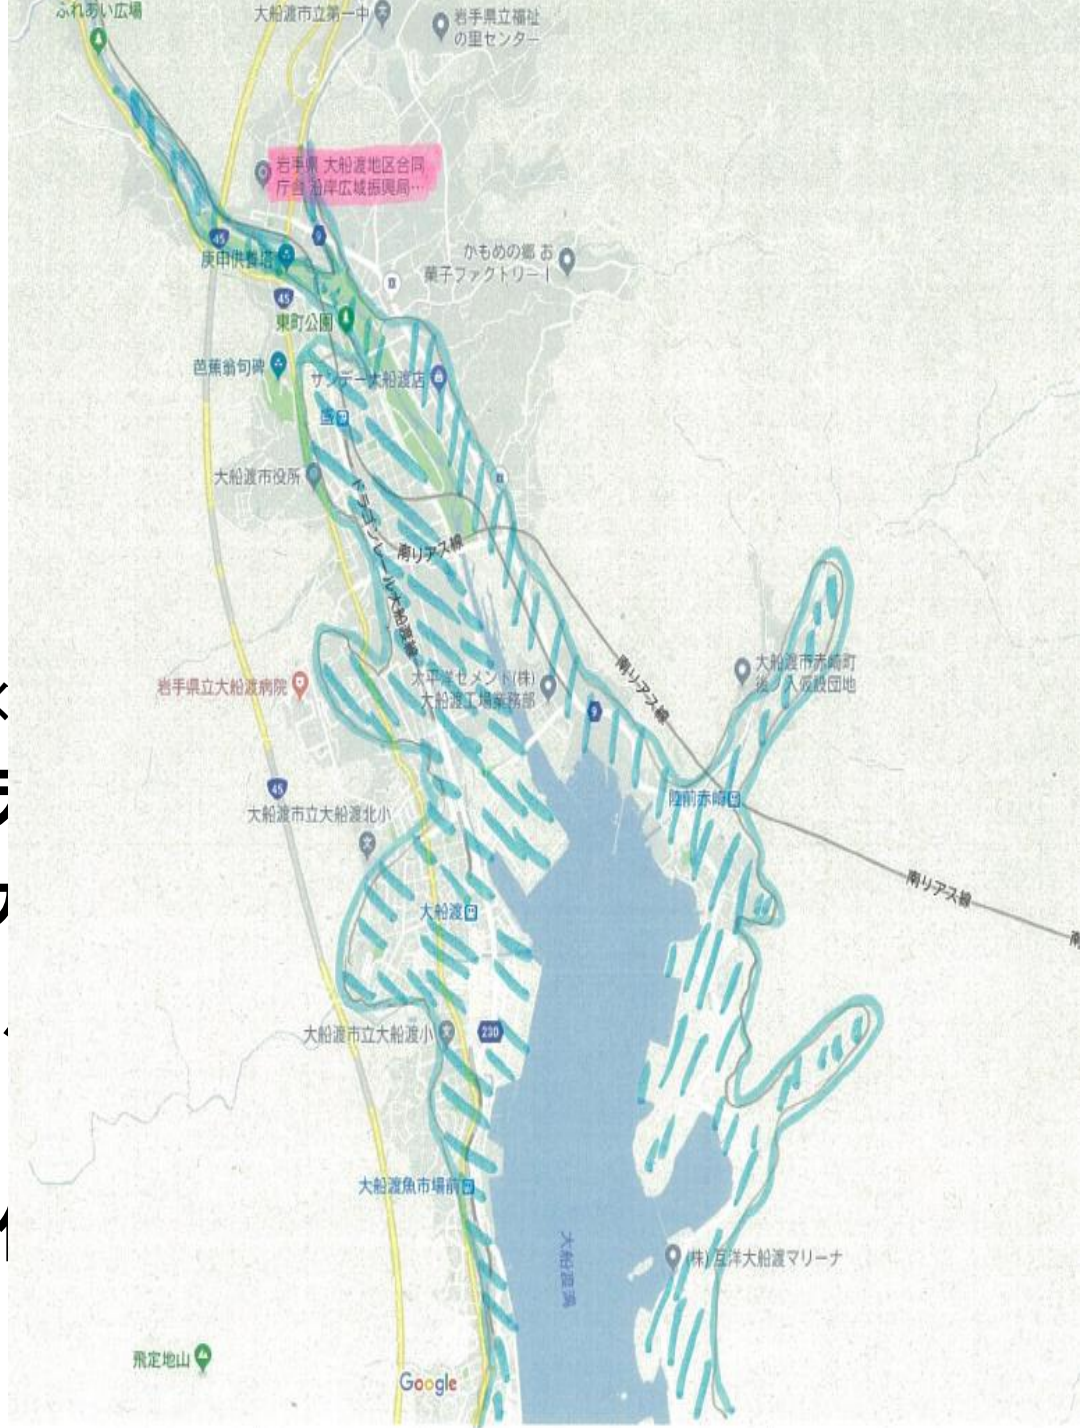 ふれあい広場
大船渡市立第一中
岩手県立福祉
の里センター
岩手県 大船渡地区合同
庁舎 沿岸広域振興局…
45
9
庚申供養塔
かもめの郷 お
菓子ファクトリーI
45
東町公園
芭蕉翁句碑
サンデー大船渡店
盛
大船渡市役所
南リアス線
ドラゴンレール大船渡線
南リアス線
岩手県立大船渡病院
太平洋セメント(株)
大船渡工場業務部
9
大船渡市赤崎町
後ノ入仮設団地
45
陸前赤崎
大船渡市立大船渡北小
南リアス線
大船渡
南
大船渡市立大船渡小
230
大船渡魚市場前
大船渡湾
(株)互洋大船渡マリーナ
飛定地山
Google